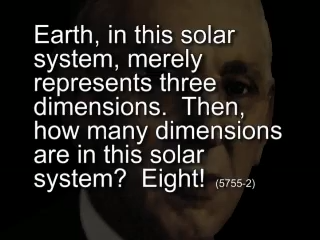 Earth, in this solar
system, merely
represents three
dimensions.  Then,
how many dimensions
are in this solar
system?  Eight! (5755-2)